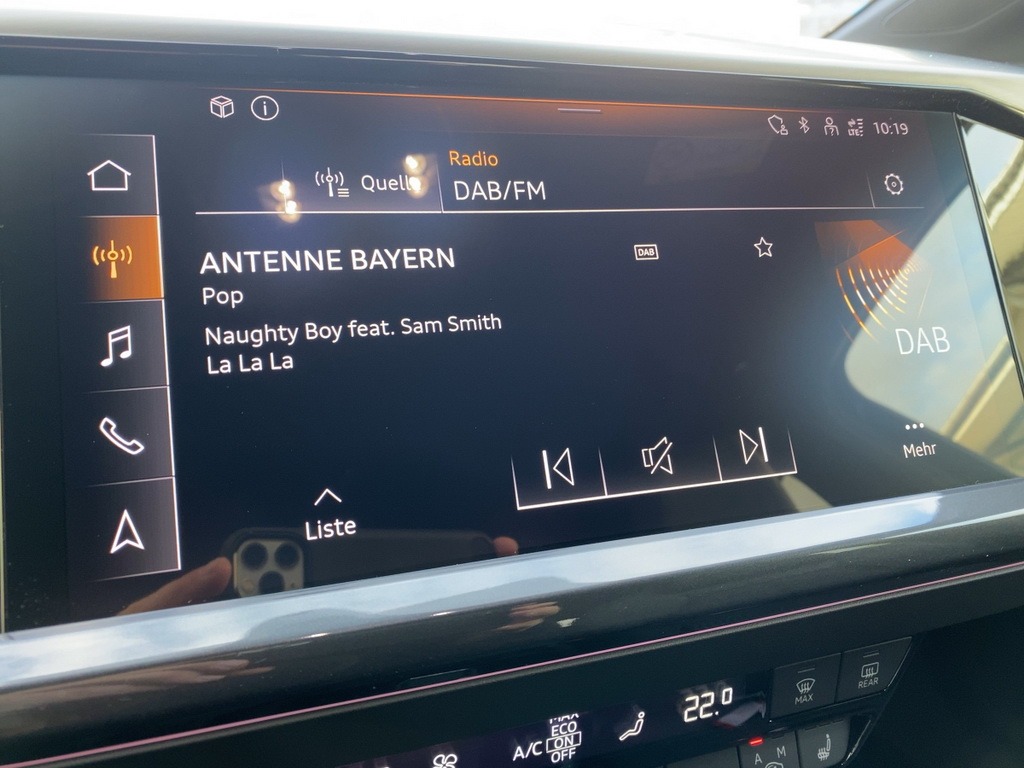 LTE 10:19
Quelle
Radio
DAB/FM
ANTENNE BAYERN
DAB
Pop
Naughty Boy feat. Sam Smith
La La La
DAB
Mehr
Liste
MAX
REAR
22.0
MAX
ECO
A/C ON
OFF
A M